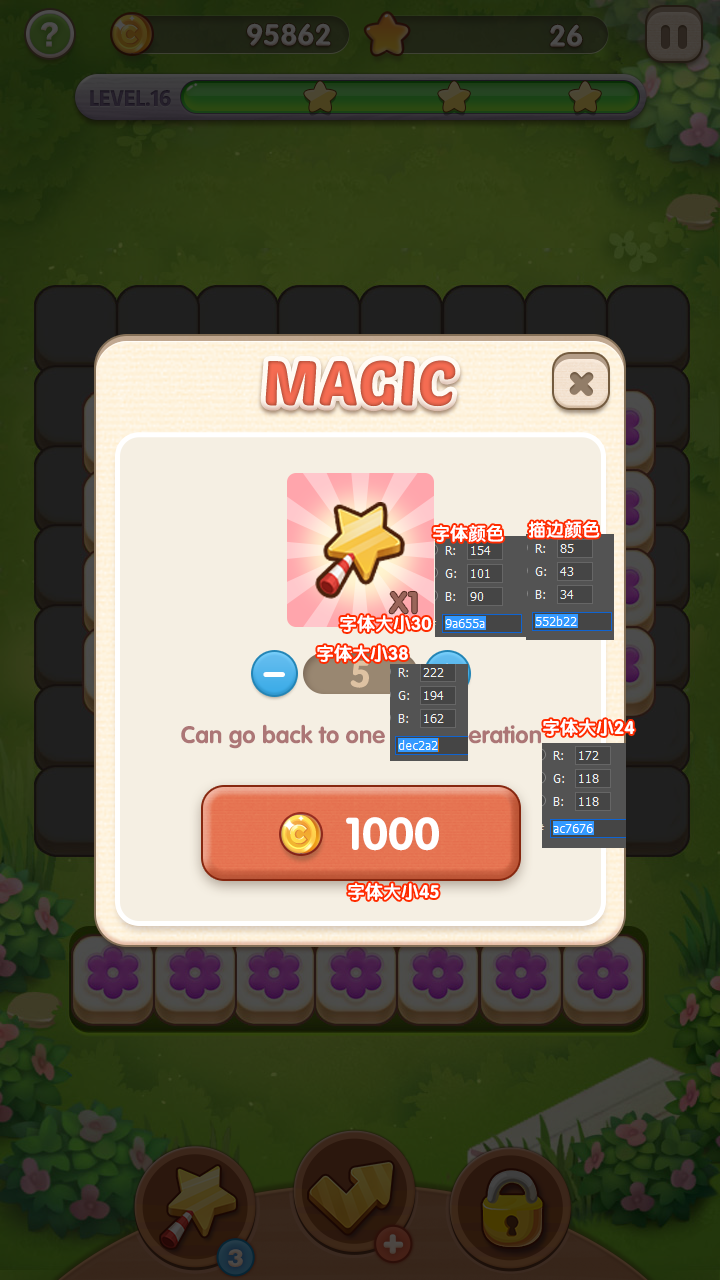 ?
95862
26
LEVEL.16
MAGIC
字体颜色
描边颜色
R: 154
G: 101
B: 90
9a655a
R: 85
G: 43
B: 34
552b22
X1
字体大小30
字体大小38
5
R: 222
G: 194
B: 162
dec2a2
Can go back to one
eration
字体大小24
R: 172
G: 118
B: 118
ac7676
1000
字体大小45
3